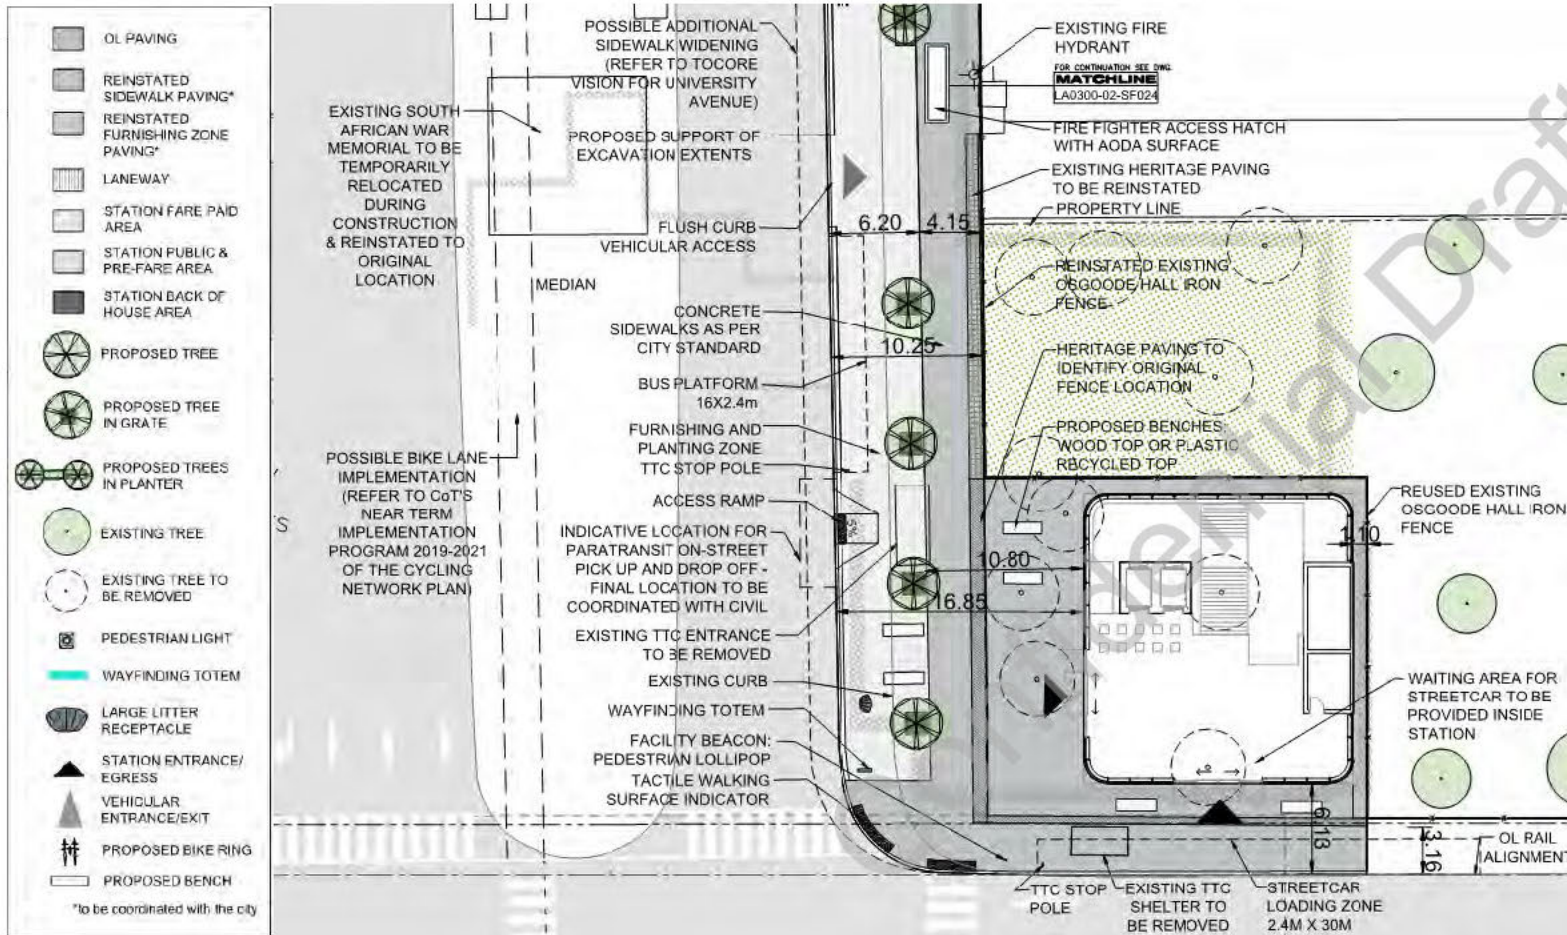 OL PAVING
REINSTATED
SIDEWALK PAVING*
REINSTATED
FURNISHING ZONE
PAVING*
LANEWAY
STATION FARE PAID
AREA
STATION PUBLIC &
PRE-FARE AREA
STATION BACK OF
HOUSE AREA
PROPOSED TREE
PROPOSED TREE
IN GRATE
PROPOSED TREES
IN PLANTER
EXISTING TREE
EXISTING TREE TO
BE REMOVED
PEDESTRIAN LIGHT
WAYFINDING TOTEM
LARGE LITTER
RECEPTACLE
STATION ENTRANCE/
EGRESS
VEHICULAR
ENTRANCE/EXIT
PROPOSED BIKE RING
PROPOSED BENCH
*to be coordinated with the city
EXISTING SOUTH
AFRICAN WAR
MEMORIAL TO BE
TEMPORARILY
RELOCATED
DURING
CONSTRUCTION
& REINSTATED TO
ORIGINAL
LOCATION
MEDIAN
POSSIBLE BIKE LANE
IMPLEMENTATION
(REFER TO CoT'S
NEAR TERM
IMPLEMENTATION
PROGRAM 2019-2021
OF THE CYCLING
NETWORK PLAN)
S
POSSIBLE ADDITIONAL
SIDEWALK WIDENING
(REFER TO TOCORE
VISION FOR UNIVERSITY
AVENUE)
PROPOSED SUPPORT OF
EXCAVATION EXTENTS
FLUSH CURB
VEHICULAR ACCESS
CONCRETE
SIDEWALKS AS PER
CITY STANDARD
BUS PLATFORM
16X2.4m
FURNISHING AND
PLANTING ZONE
TTC STOP POLE
ACCESS RAMP
INDICATIVE LOCATION FOR
PARATRANSIT ON-STREET
PICK UP AND DROP OFF -
FINAL LOCATION TO BE
COORDINATED WITH CIVIL
EXISTING TTC ENTRANCE
TO BE REMOVED
EXISTING CURB
WAYFINDING TOTEM
FACILITY BEACON:
PEDESTRIAN LOLLIPOP
TACTILE WALKING
SURFACE INDICATOR
6.20
4.15
10.25
5%
10.80
16.85
EXISTING FIRE
HYDRANT
FOR CONTINUATION SEE DWG.
MATCHLINE
LA0300-02-SF024
FIRE FIGHTER ACCESS HATCH
WITH AODA SURFACE
EXISTING HERITAGE PAVING
TO BE REINSTATED
PROPERTY LINE
REINSTATED EXISTING
OSGOODE HALL IRON
FENCE
HERITAGE PAVING TO
IDENTIFY ORIGINAL
FENCE LOCATION
PROPOSED BENCHES:
WOOD TOP OR PLASTIC
RECYCLED TOP
REUSED EXISTING
OSGOODE HALL IRON
FENCE
1.10
WAITING AREA FOR
STREETCAR TO BE
PROVIDED INSIDE
STATION
6.13
3.16
OL RAIL
ALIGNMENT
TTC STOP
POLE
EXISTING TTC
SHELTER TO
BE REMOVED
STREETCAR
LOADING ZONE
2.4M X 30M
Confidential Draft